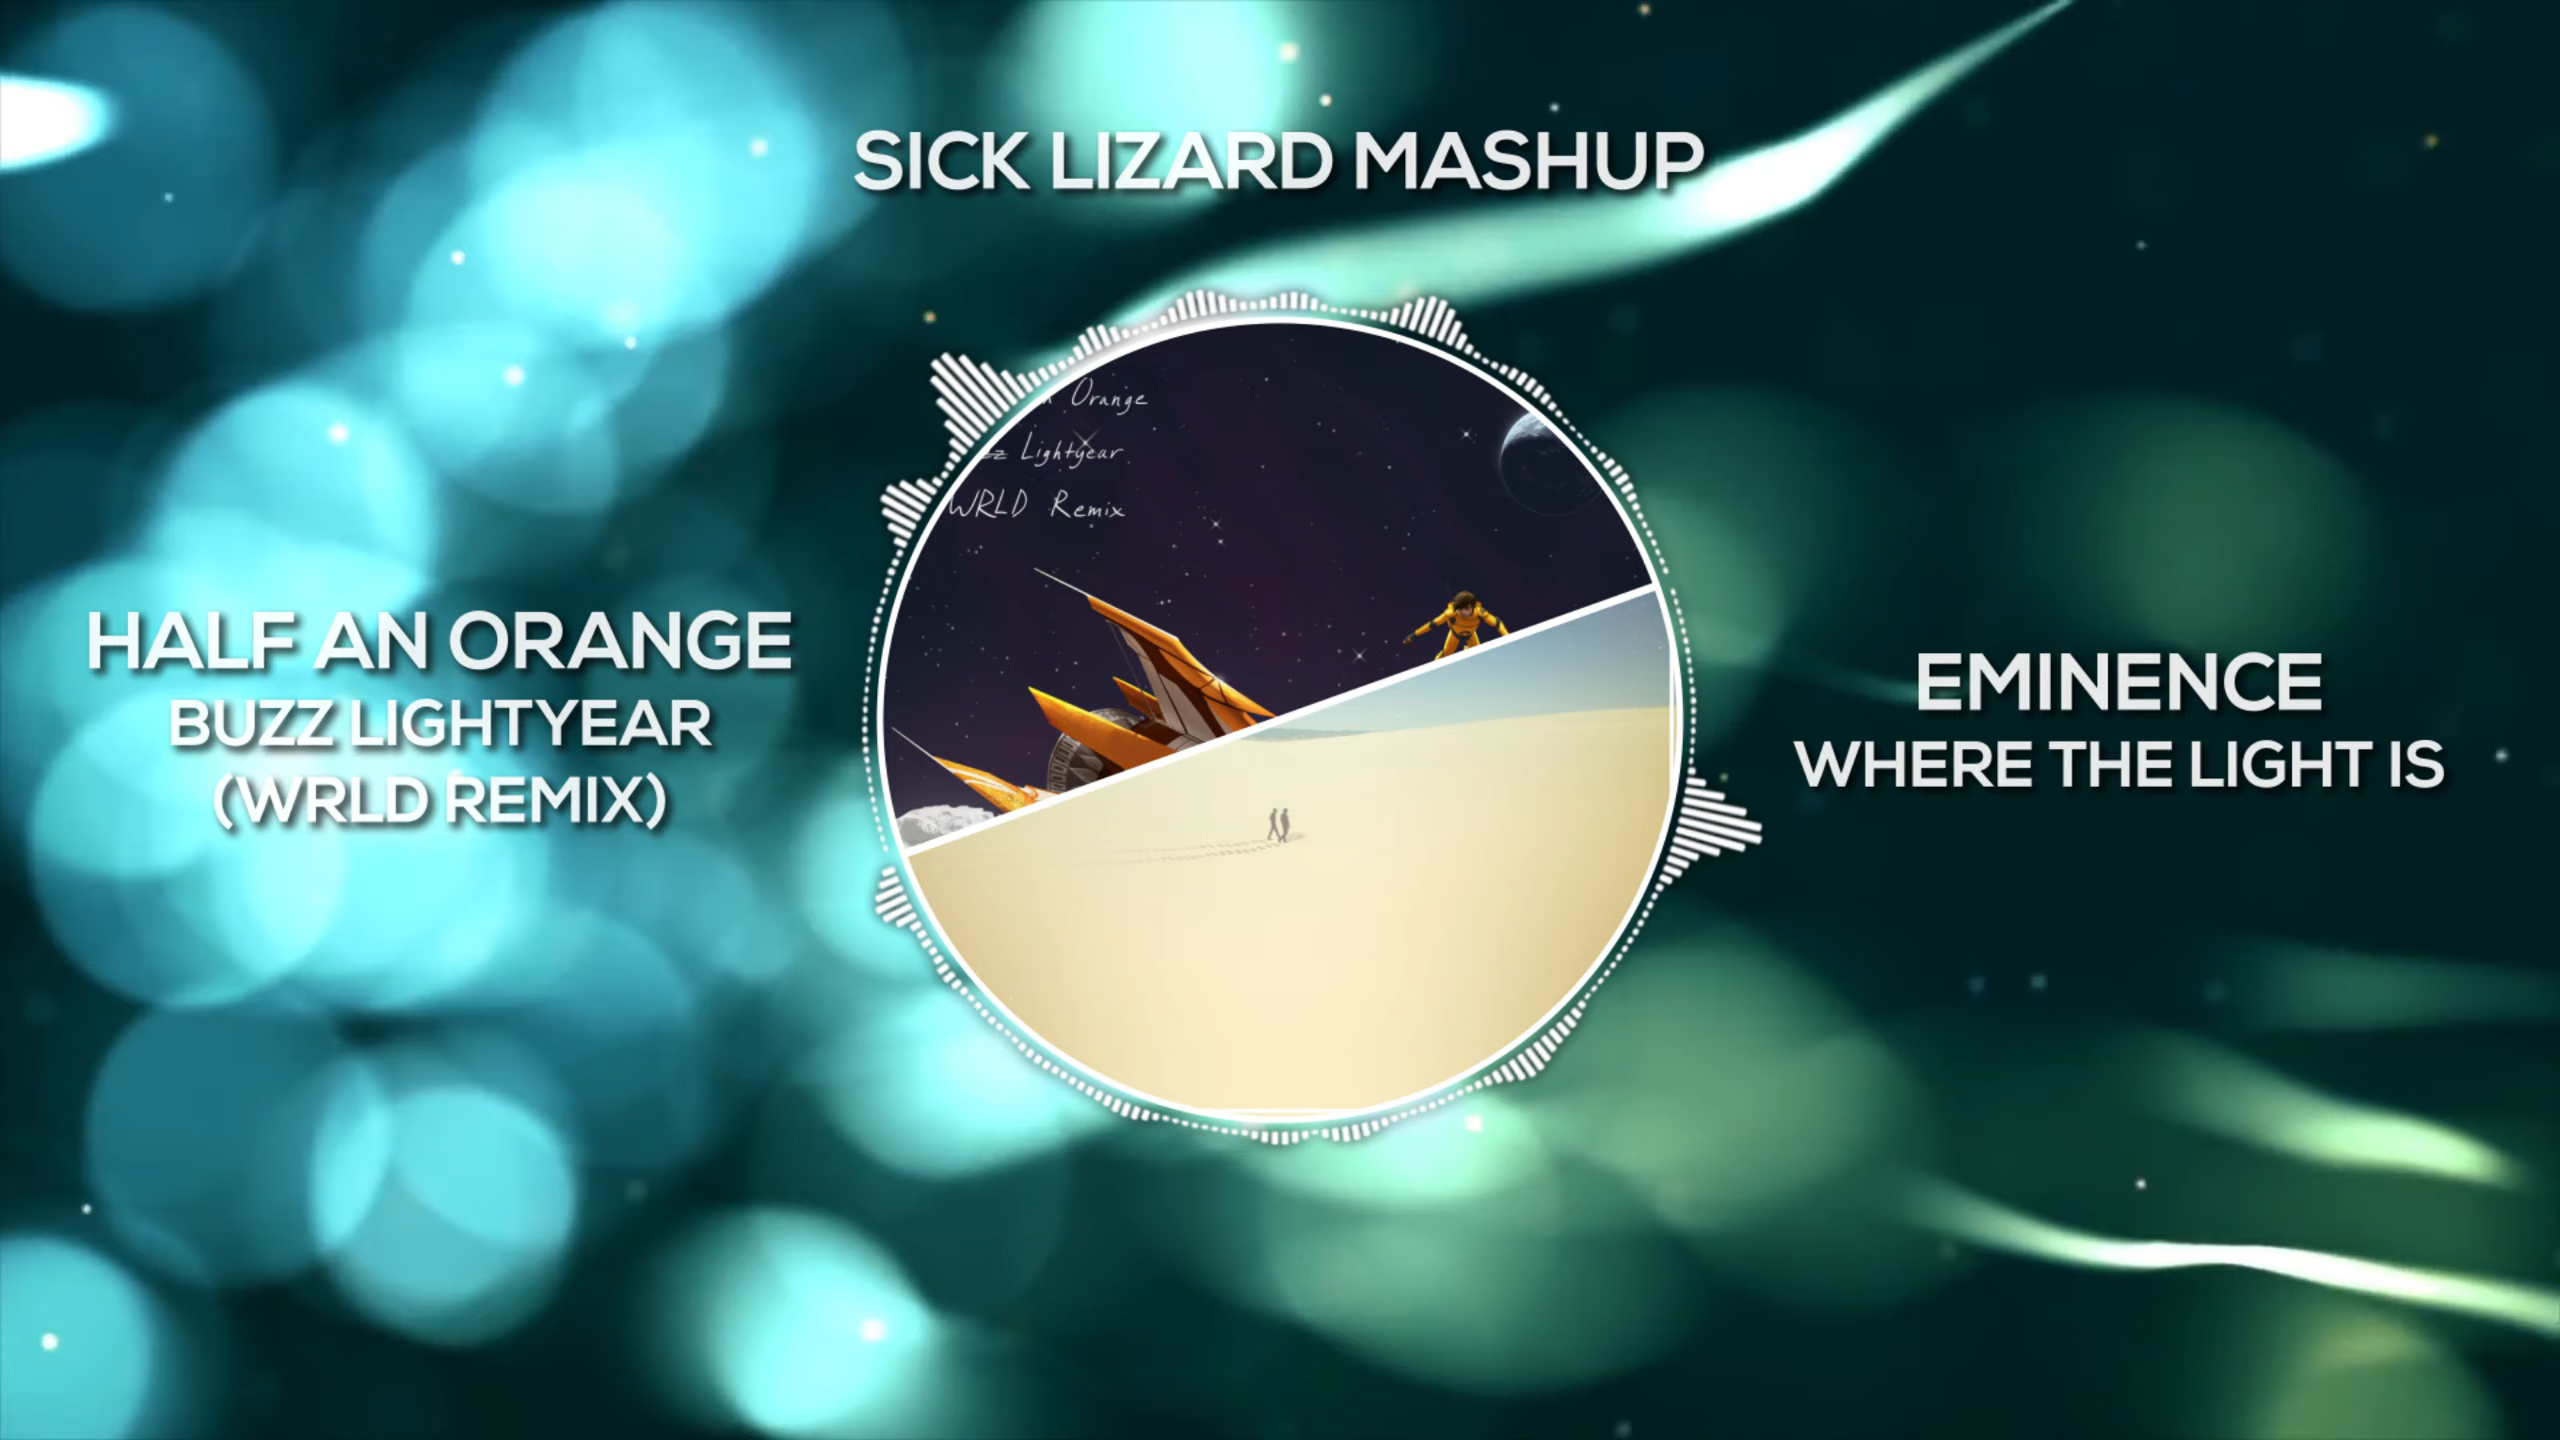 SICK LIZARD MASHUP
HALF AN ORANGE
BUZZ LIGHTYEAR
(WRLD REMIX)
Orange
Lightyear
WRLD Remix
EMINENCE
WHERE THE LIGHT IS